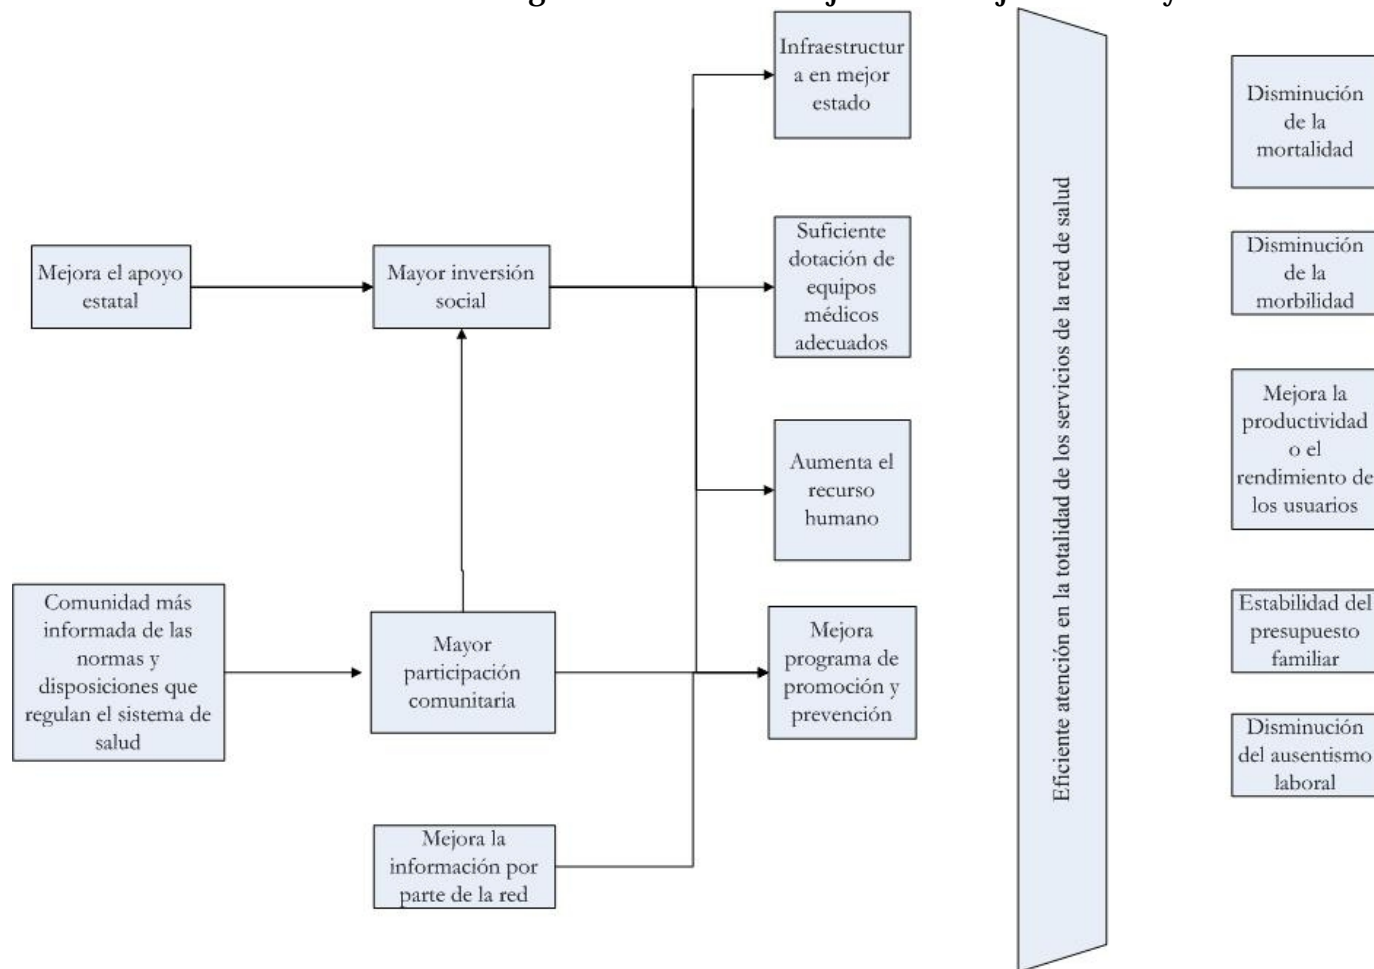 Infraestructur
a en mejor
estado
Disminución
de la
mortalidad
Suficiente
dotación de
equipos
médicos
adecuados
Mejora el apoyo
estatal
Mayor inversión
social
Disminución
de la
morbilidad
Eficiente atención en la totalidad de los servicios de la red de salud
Mejora la
productividad
o el
rendimiento de
los usuarios
Aumenta el
recurso
humano
Comunidad más
informada de las
normas y
disposiciones que
regulan el sistema de
salud
Mayor
participación
comunitaria
Mejora
programa de
promoción y
prevención
Estabilidad del
presupuesto
familiar
Disminución
del ausentismo
laboral
Mejora la
información por
parte de la red